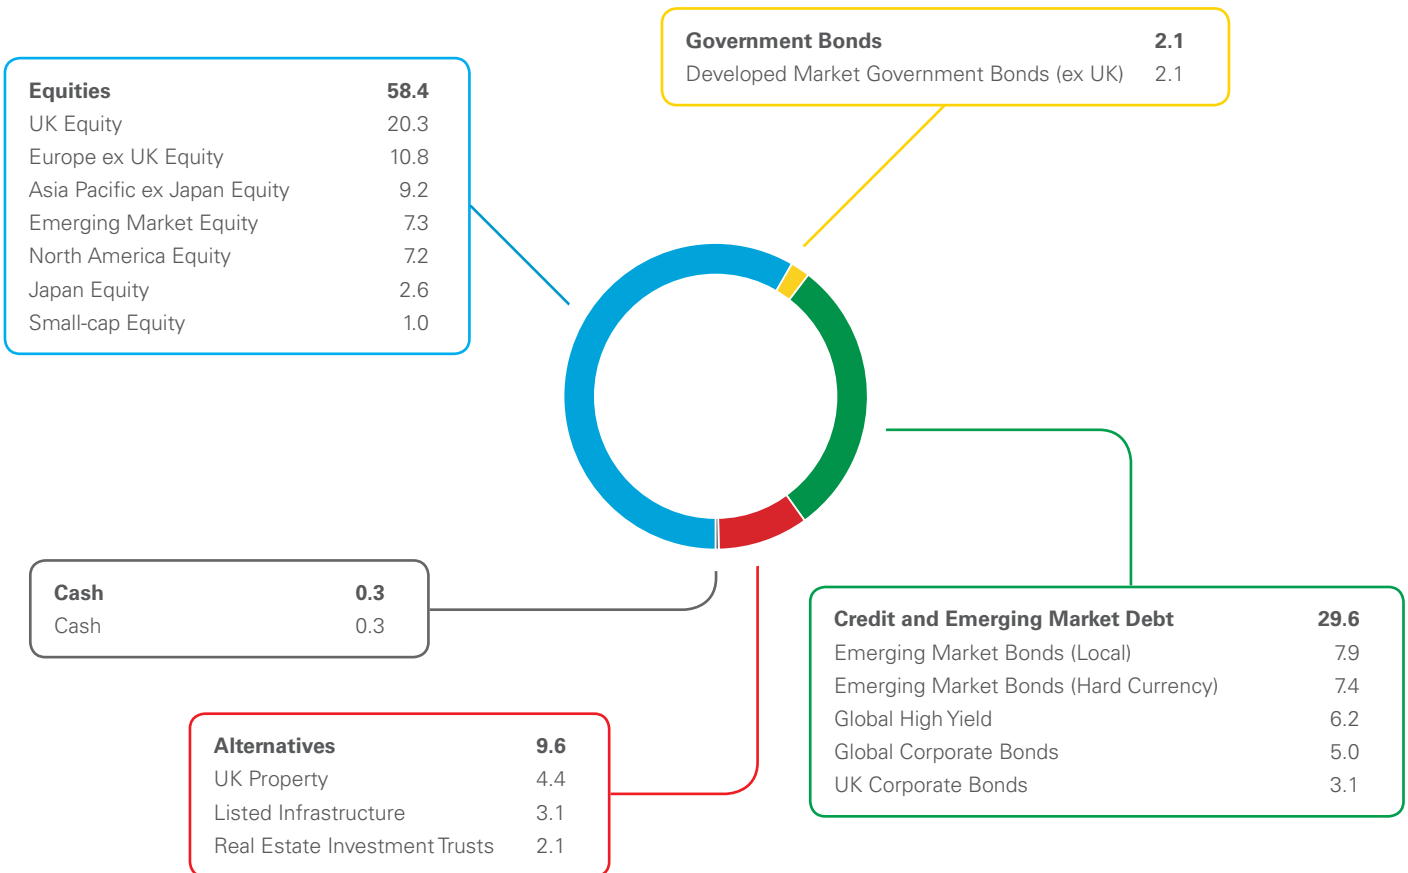 Government Bonds 2.1
Developed Market Government Bonds (ex UK) 2.1
Equities 58.4
UK Equity 20.3
Europe ex UK Equity 10.8
Asia Pacific ex Japan Equity 9.2
Emerging Market Equity 7.3
North America Equity 7.2
Japan Equity 2.6
Small-cap Equity 1.0
Cash 0.3
Cash 0.3
Credit and Emerging Market Debt 29.6
Emerging Market Bonds (Local) 7.9
Emerging Market Bonds (Hard Currency) 7.4
Global High Yield 6.2
Global Corporate Bonds 5.0
UK Corporate Bonds 3.1
Alternatives 9.6
UK Property 4.4
Listed Infrastructure 3.1
Real Estate Investment Trusts 2.1